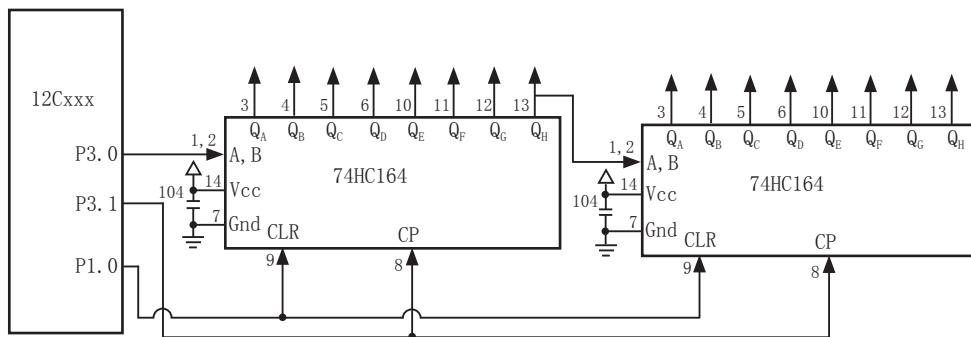 12Cxxx
P3.0
P3.1
P1.0
3 4 5 6 10 11 12 13
QA QB QC QD QE QF QG QH
1,2
A,B
74HC164
14
Vcc
104
7
Gnd
CLR
CP
9
8
3 4 5 6 10 11 12 13
QA QB QC QD QE QF QG QH
1,2
A,B
74HC164
14
Vcc
104
7
Gnd
CLR
CP
9
8